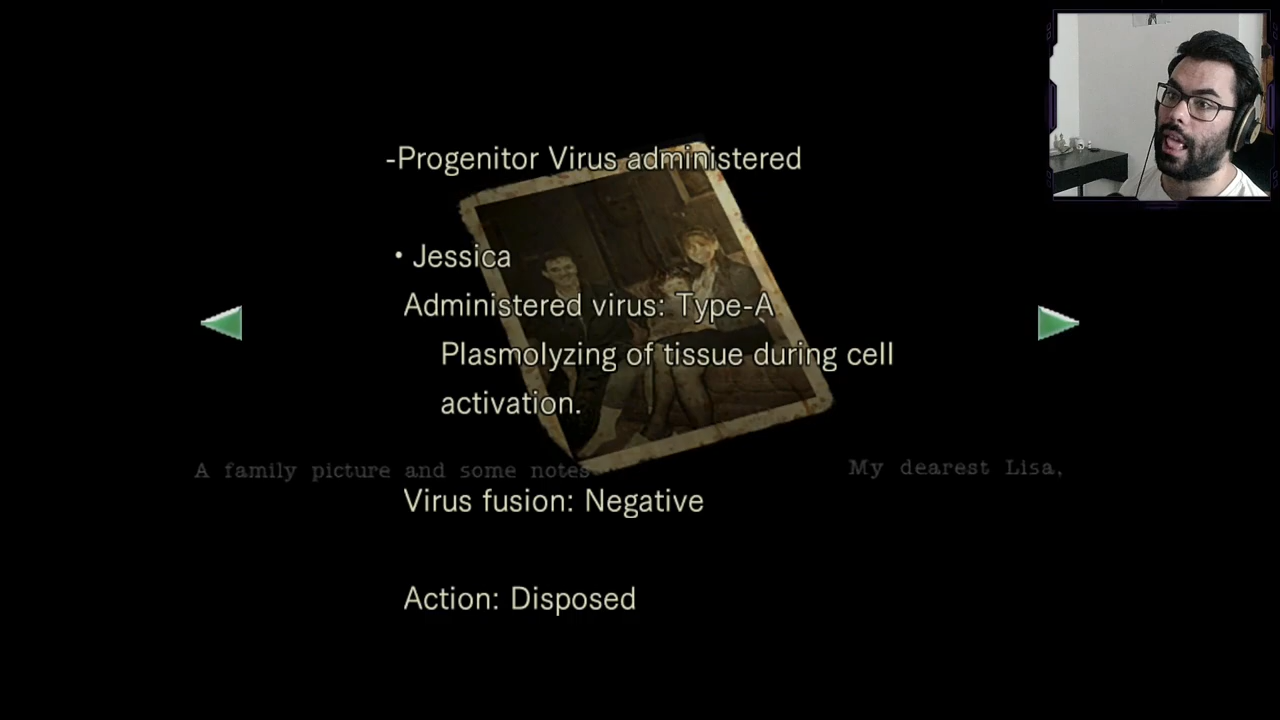 -Progenitor Virus administered
• Jessica
Administered virus: Type-A
Plasmolyzing of tissue during cell
activation.
A family picture and some notes
My dearest Lisa,
Virus fusion: Negative
Action: Disposed